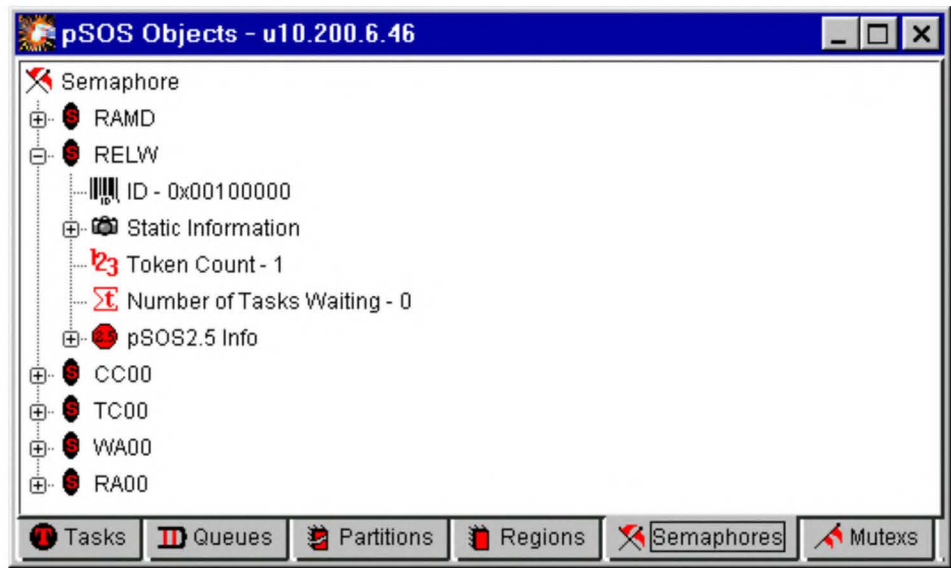 pSOS Objects - u10.200.6.46
Semaphore
RAMD
RELW
ID - 0x00100000
Static Information
Token Count - 1
Number of Tasks Waiting - 0
pSOS2.5 Info
CC00
TC00
WA00
RA00
Tasks Queues Partitions Regions Semaphores Mutexs